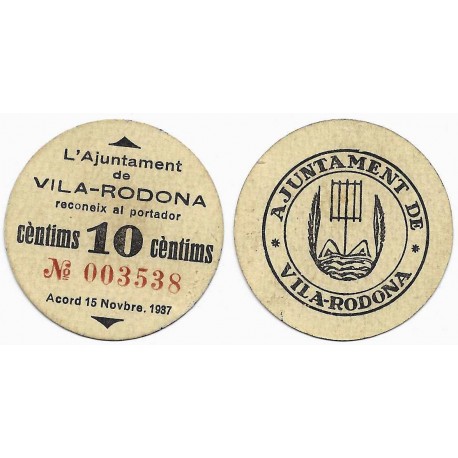 L'Ajuntament
de
VILA-RODONA
reconeix al portador
cèntims 10 cèntims
№ 003538
Acord 15 Novbre. 1937
* AJUNTAMENT DE *
VILA-RODONA